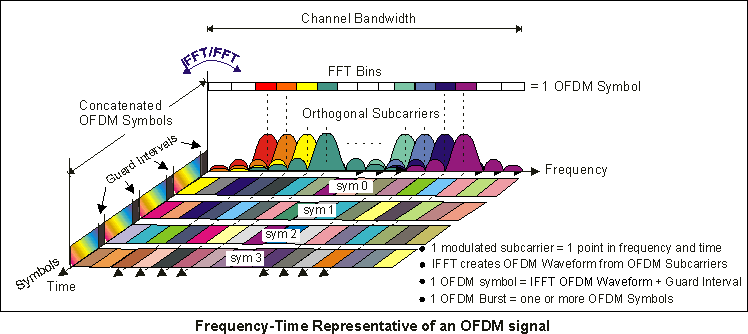 Channel Bandwidth
IFFT/FFT
FFT Bins
= 1 OFDM Symbol
Concatenated
OFDM Symbols
Orthogonal Subcarriers
Guard Intervals
Frequency
sym 0
sym 1
sym 2
sym 3
Symbols
Time
● 1 modulated subcarrier = 1 point in frequency and time
● IFFT creates OFDM Waveform from OFDM Subcarriers
● 1 OFDM symbol = IFFT OFDM Waveform + Guard Interval
● 1 OFDM Burst = one or more OFDM Symbols
Frequency-Time Representative of an OFDM signal